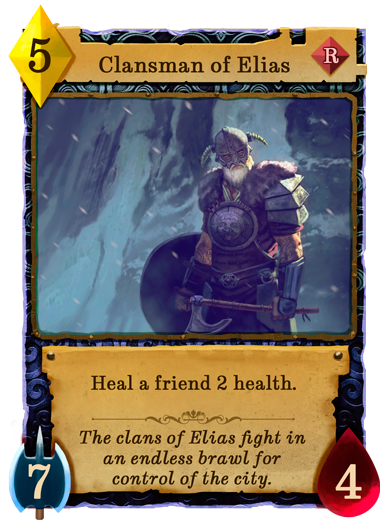 5
Clansman of Elias
R
Heal a friend 2 health.
The clans of Elias fight in
an endless brawl for
control of the city.
7
4